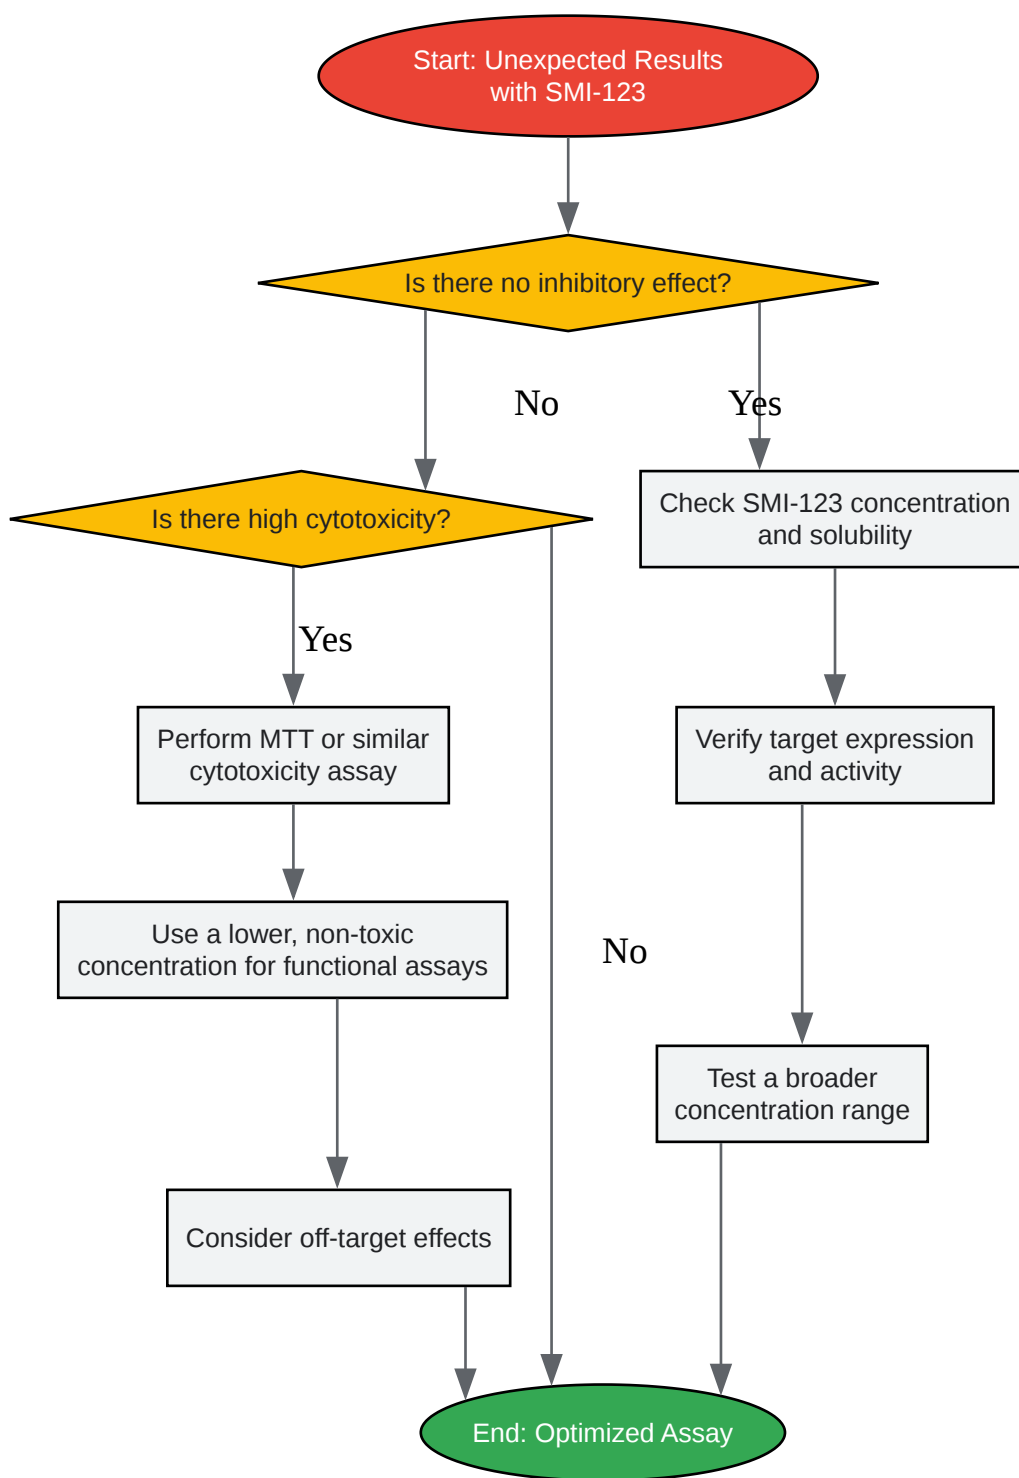 Start: Unexpected Results
with SMI-123
Is there no inhibitory effect?
No
Yes
Is there high cytotoxicity?
Check SMI-123 concentration
and solubility
Yes
Perform MTT or similar
cytotoxicity assay
Verify target expression
and activity
Use a lower, non-toxic
concentration for functional assays
No
Test a broader
concentration range
Consider off-target effects
End: Optimized Assay